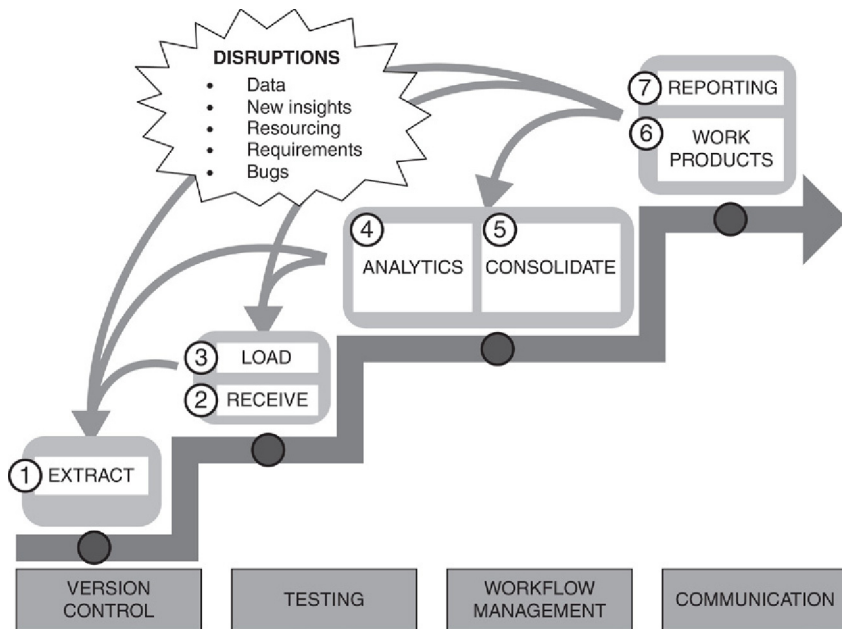 DISRUPTIONS
• Data
• New insights
• Resourcing
• Requirements
• Bugs
7 REPORTING
6 WORK
PRODUCTS
4 ANALYTICS
5 CONSOLIDATE
3 LOAD
2 RECEIVE
1 EXTRACT
VERSION
CONTROL
TESTING
WORKFLOW
MANAGEMENT
COMMUNICATION